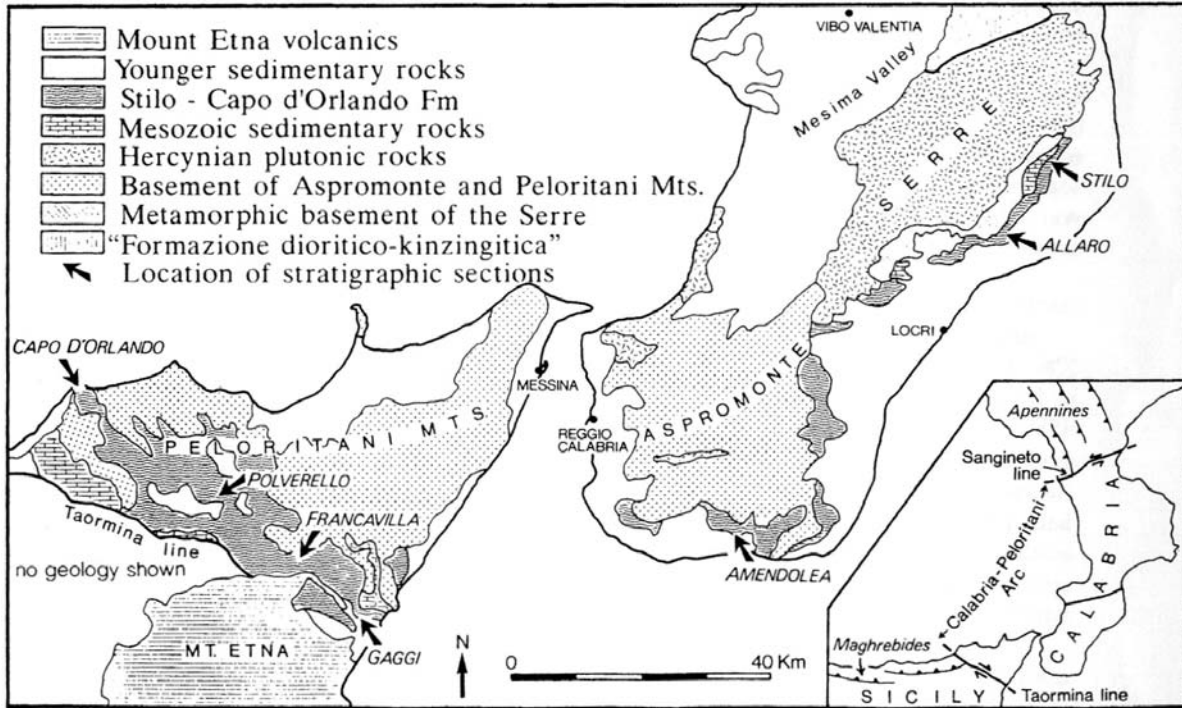 Mount Etna volcanics
Younger sedimentary rocks
Stilo - Capo d'Orlando Fm
Mesozoic sedimentary rocks
Hercynian plutonic rocks
Basement of Aspromonte and Peloritani Mts.
Metamorphic basement of the Serre
"Formazione dioritico-kinzingitica"
Location of stratigraphic sections
VIBO VALENTIA
Mesima Valley
SERRE
STILO
ALLARO
LOCRI
CAPO D'ORLANDO
MESSINA
REGGIO
CALABRIA
ASPROMONTE
PELORITANI MTS.
POLVERELLO
FRANCAVILLA
Taormina line
no geology shown
AMENDOLEA
MT. ETNA
GAGGI
N
0 40 Km
Apennines
Sangineto
line
CALABRIA
Calabria-Peloritani
Arc
Maghrebides
SICILY
Taormina line